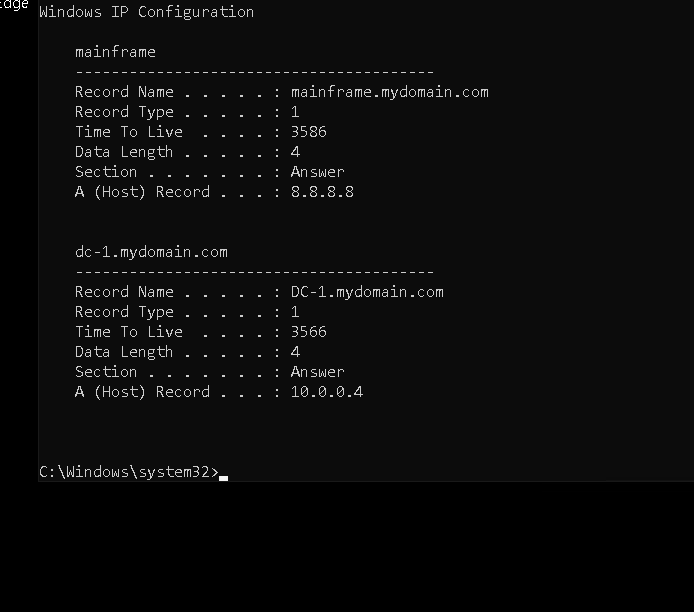 Edge
Windows IP Configuration
mainframe
----------------------------------------
Record Name . . . . . : mainframe.mydomain.com
Record Type . . . . . : 1
Time To Live  . . . . : 3586
Data Length . . . . . : 4
Section . . . . . . . : Answer
A (Host) Record . . . : 8.8.8.8
dc-1.mydomain.com
----------------------------------------
Record Name . . . . . : DC-1.mydomain.com
Record Type . . . . . : 1
Time To Live  . . . . : 3566
Data Length . . . . . : 4
Section . . . . . . . : Answer
A (Host) Record . . . : 10.0.0.4
C:\Windows\system32>